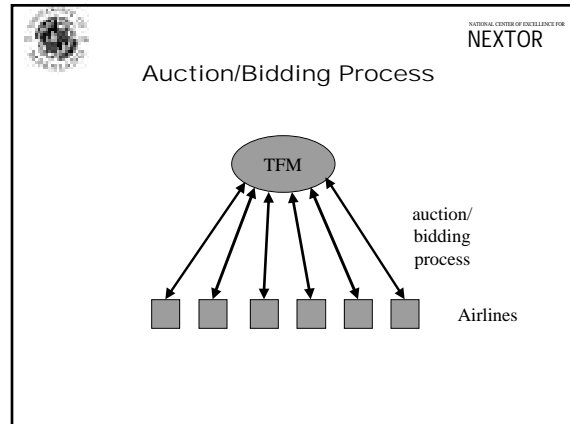 NATIONAL CENTER OF EXCELLENCE FOR
NEXTOR
Auction/Bidding Process
TFM
auction/
bidding
process
Airlines